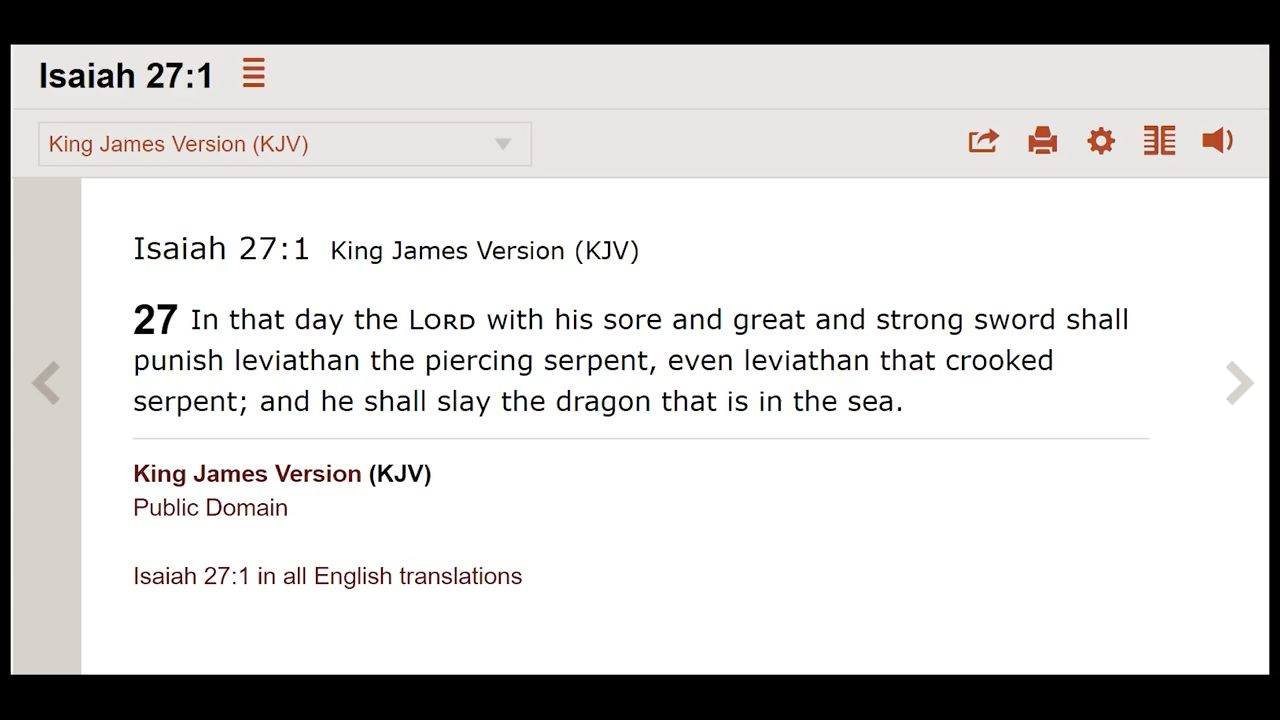 Isaiah 27:1
King James Version (KJV)
Isaiah 27:1 King James Version (KJV)
27 In that day the LORD with his sore and great and strong sword shall
punish leviathan the piercing serpent, even leviathan that crooked
serpent; and he shall slay the dragon that is in the sea.
King James Version (KJV)
Public Domain
Isaiah 27:1 in all English translations